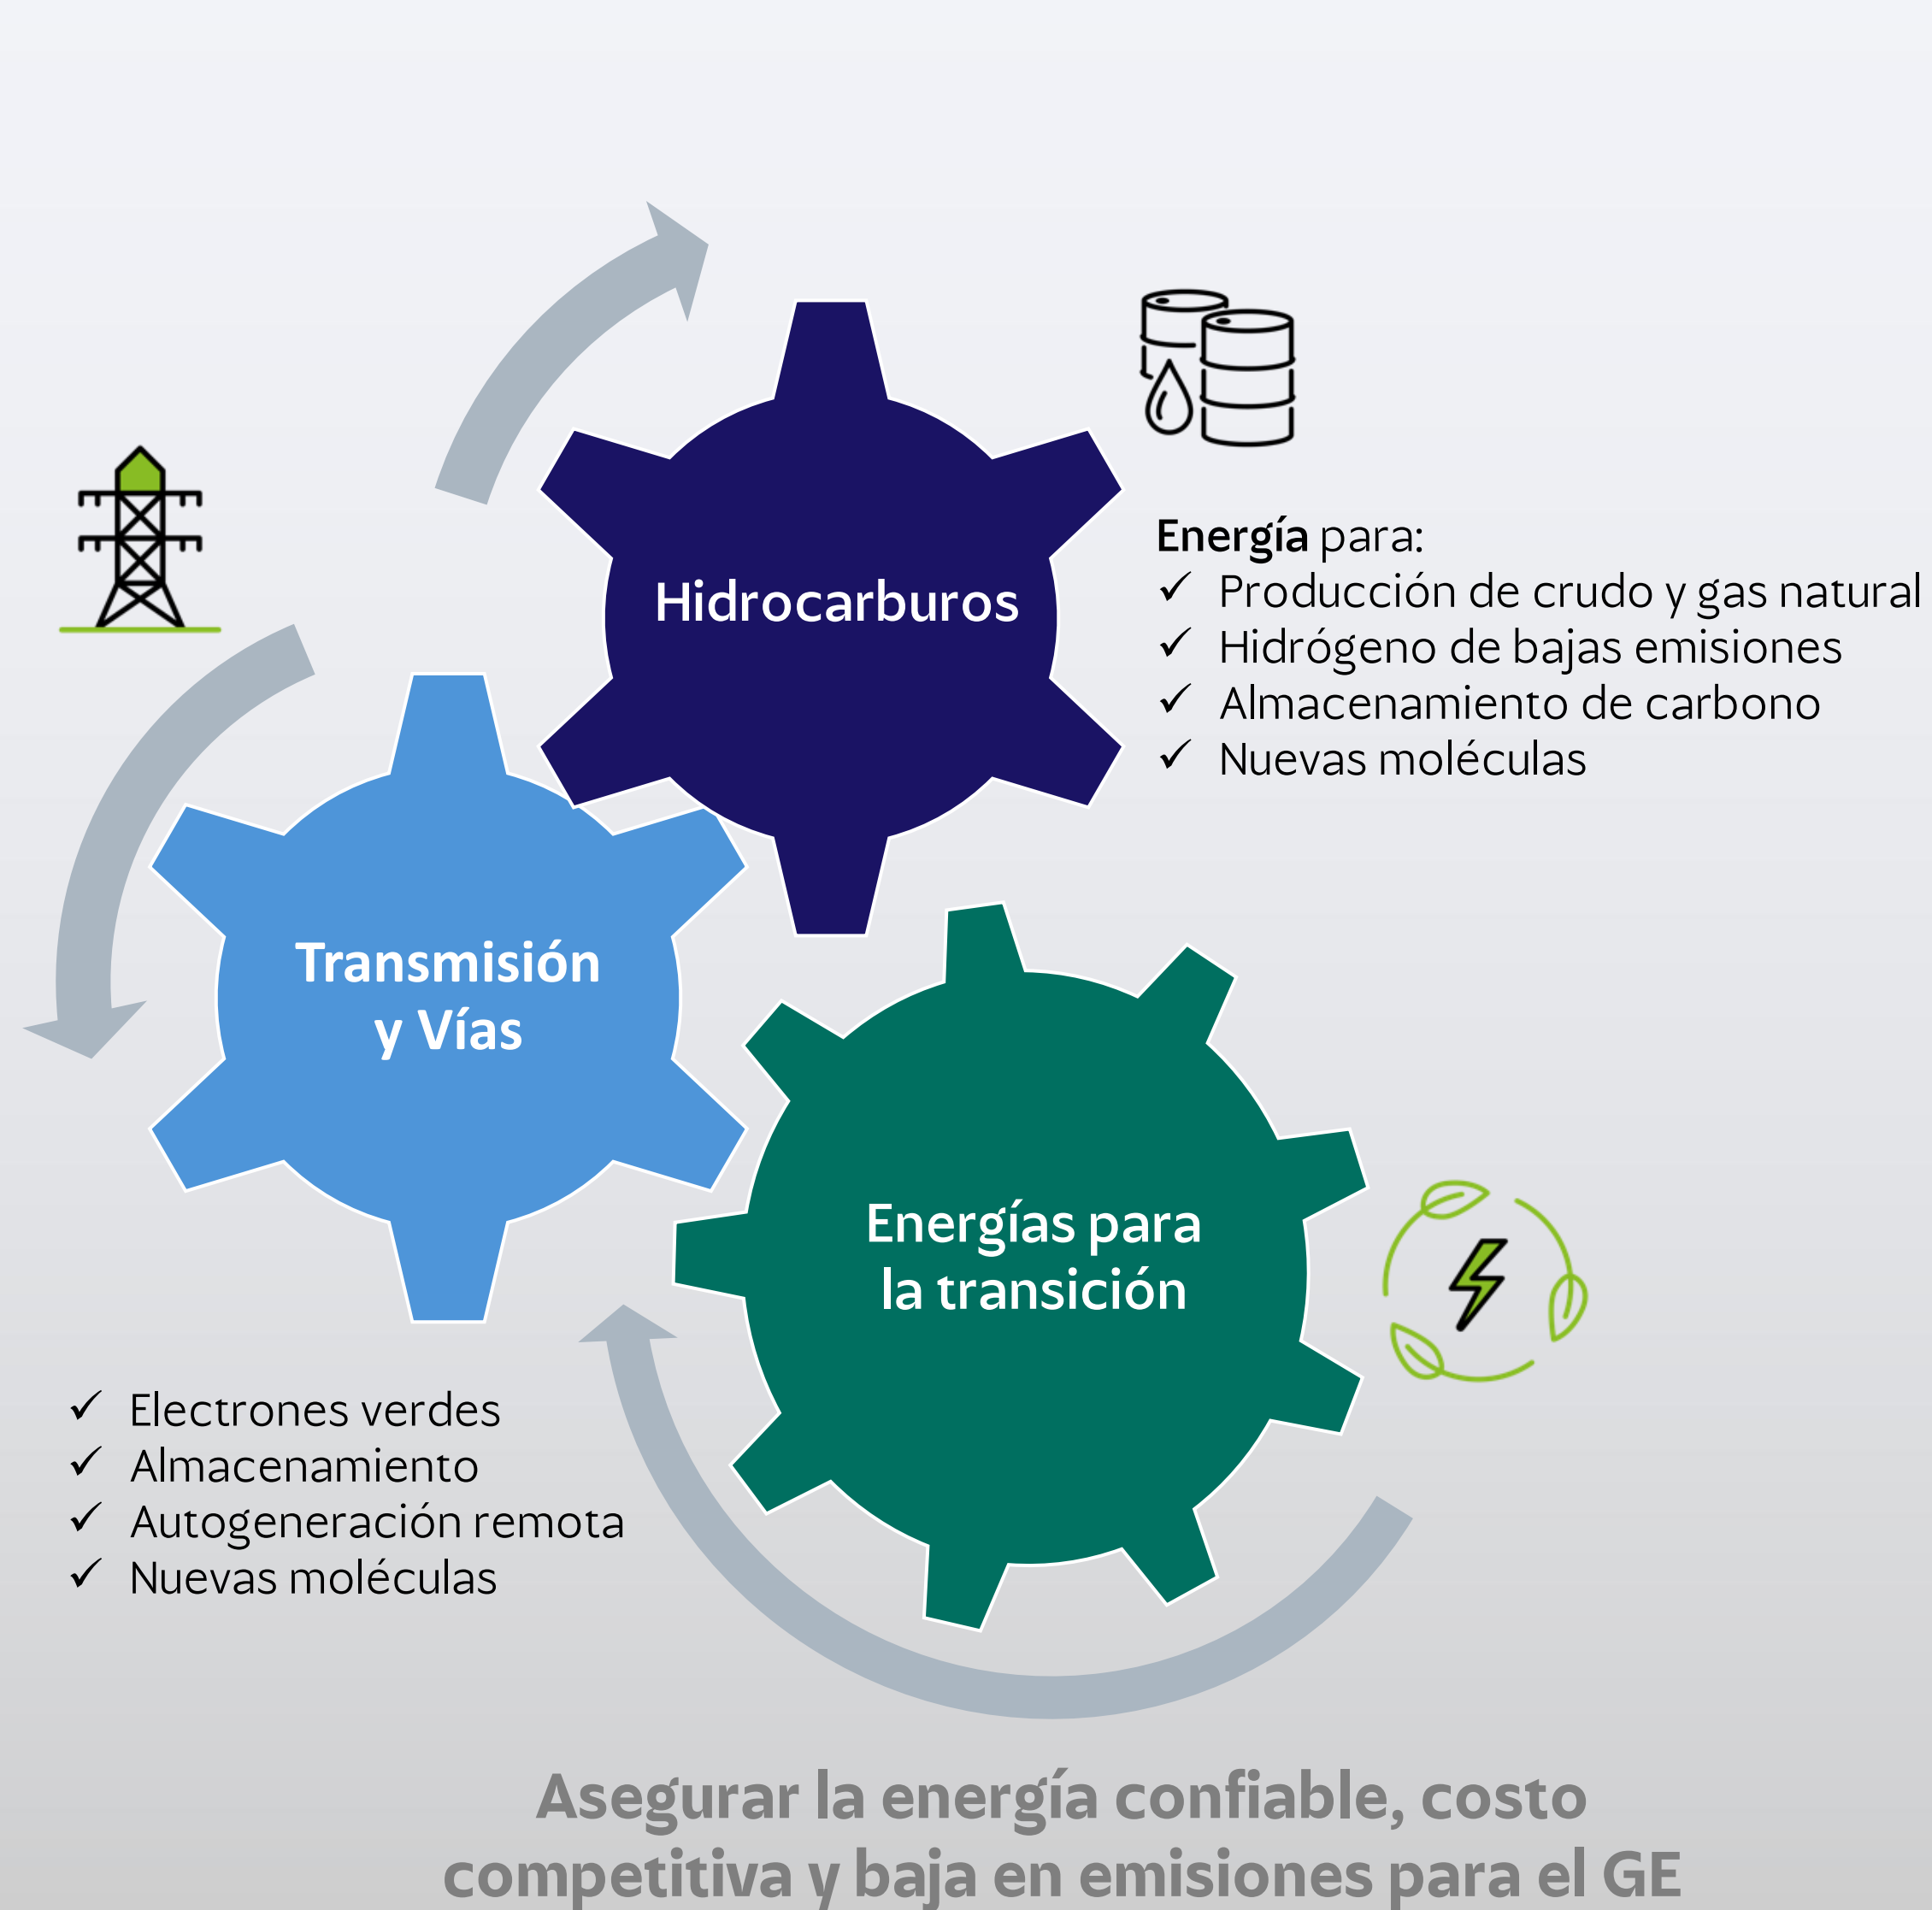 Hidrocarburos
Energía para:
✓ Producción de crudo y gas natural
✓ Hidrógeno de bajas emisiones
✓ Almacenamiento de carbono
✓ Nuevas moléculas
Transmisión
y Vías
Energías para
la transición
✓ Electrones verdes
✓ Almacenamiento
✓ Autogeneración remota
✓ Nuevas moléculas
Asegurar la energía confiable, costo
competitiva y baja en emisiones para el GE